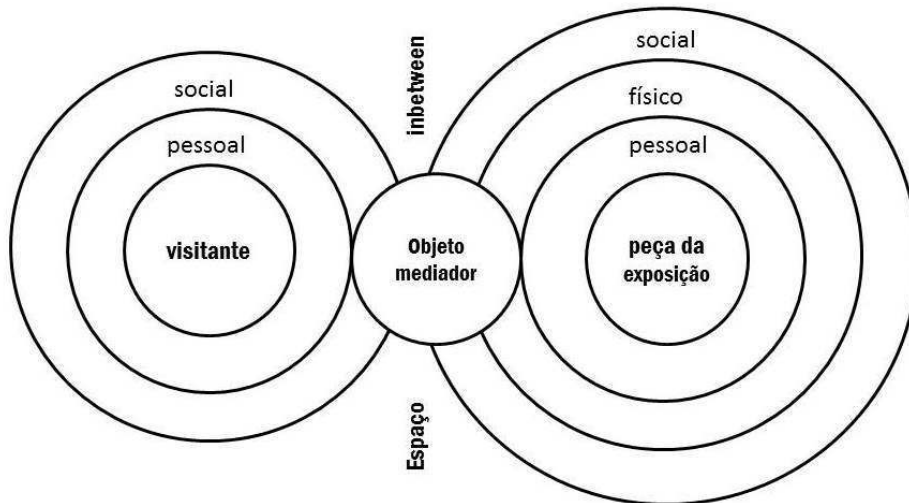 social
pessoal
visitante
inbetween
Espaço
Objeto
mediador
social
físico
pessoal
peça da
exposição